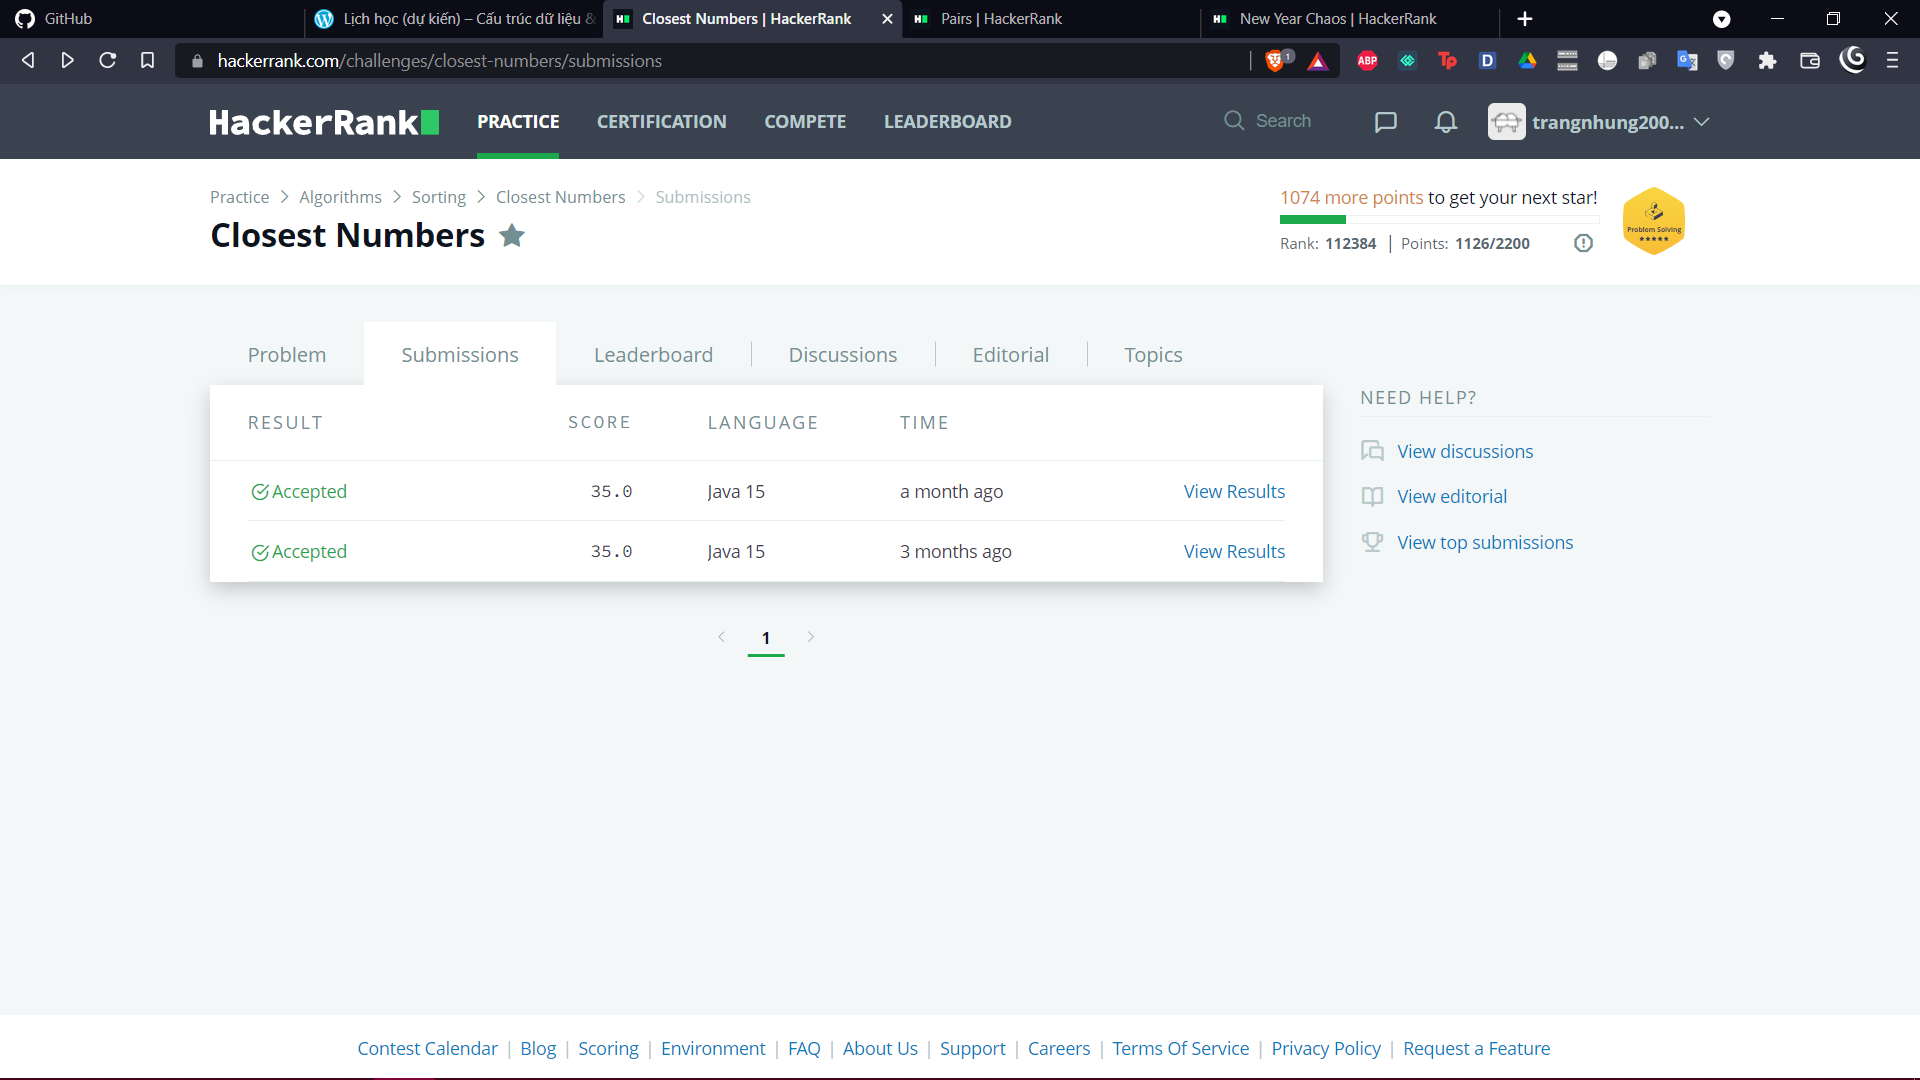 GitHub
Lịch học (dự kiến) – Cấu trúc dữ liệu &
Closest Numbers | HackerRank
Pairs | HackerRank
New Year Chaos | HackerRank
hackerrank.com/challenges/closest-numbers/submissions
1
ABP
Tp
D
HackerRank
PRACTICE
CERTIFICATION
COMPETE
LEADERBOARD
Search
trangnhung200...
Practice > Algorithms > Sorting > Closest Numbers > Submissions
Closest Numbers
1074 more points to get your next star!
Rank: 112384 | Points: 1126/2200
Problem Solving
Problem
Submissions
Leaderboard
Discussions
Editorial
Topics
RESULT SCORE LANGUAGE TIME
Accepted 35.0 Java 15 a month ago View Results
Accepted 35.0 Java 15 3 months ago View Results
1
NEED HELP?
View discussions
View editorial
View top submissions
Contest Calendar | Blog | Scoring | Environment | FAQ | About Us | Support | Careers | Terms Of Service | Privacy Policy | Request a Feature